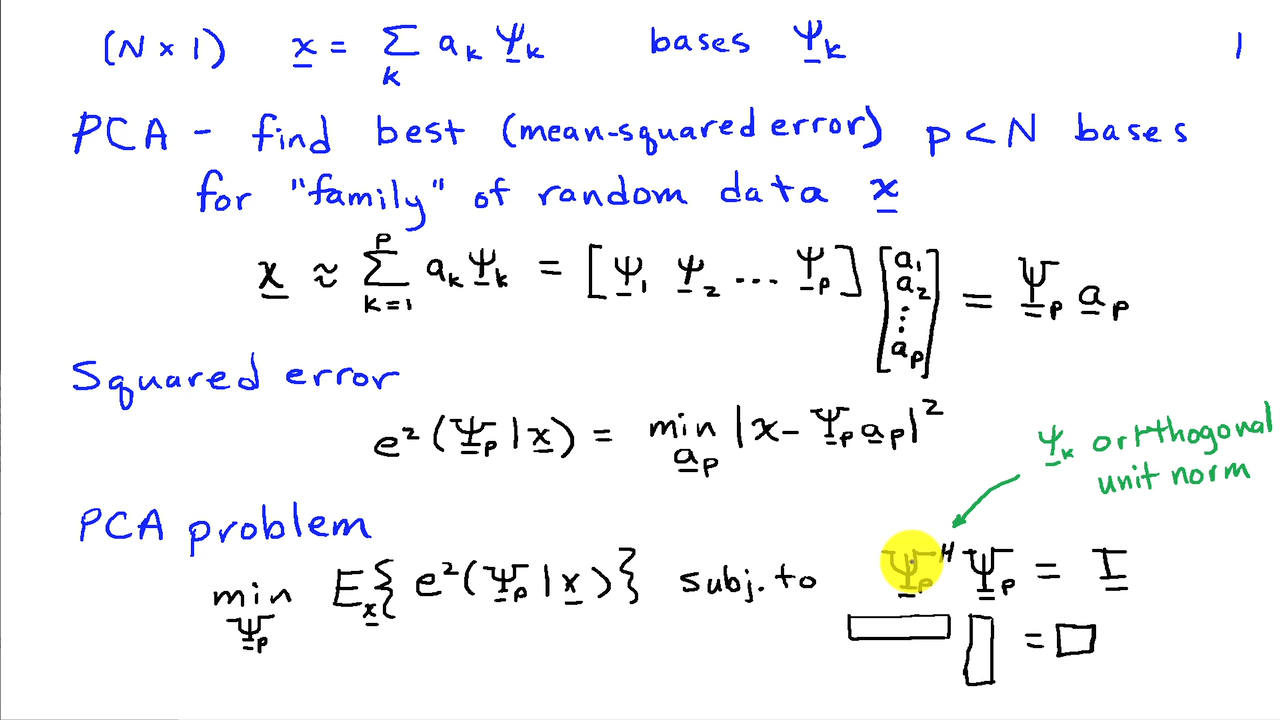 (N × 1) x = Σ_k a_k Ψ_k bases Ψ_k 1
PCA - find best (mean-squared error) p < N bases
for "family" of random data x
x ≈ Σ_{k=1}^{P} a_k Ψ_k = [Ψ_1 Ψ_2 ... Ψ_p] [a_1 a_2 ⋮ a_p] = Ψ_p a_p
Squared error
e²(Ψ_p | x) = min_{a_p} |x - Ψ_p a_p|²
Ψ_k orthogonal
unit norm
PCA problem
min_{Ψ_p} E_x{ e²(Ψ_p | x) } subj. to Ψ_p^H Ψ_p = I
=